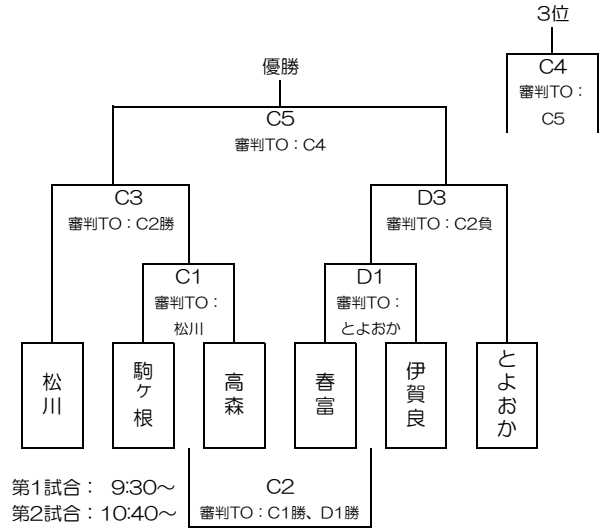 3位
C4
審判TO：
C5
優勝
C5
審判TO：C4
C3
審判TO：C2勝
D3
審判TO：C2負
C1
審判TO：
松川
D1
審判TO：
とよおか
松川
駒ヶ根
高森
春富
伊賀良
とよおか
C2
審判TO：C1勝、D1勝
第1試合： 9:30～
第2試合：10:40～